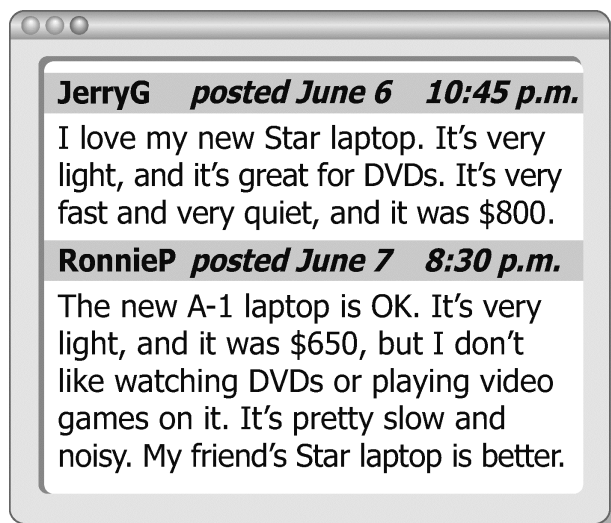 JerryG posted June 6 10:45 p.m.
I love my new Star laptop. It's very
light, and it's great for DVDs. It's very
fast and very quiet, and it was $800.
RonnieP posted June 7 8:30 p.m.
The new A-1 laptop is OK. It's very
light, and it was $650, but I don't
like watching DVDs or playing video
games on it. It's pretty slow and
noisy. My friend's Star laptop is better.